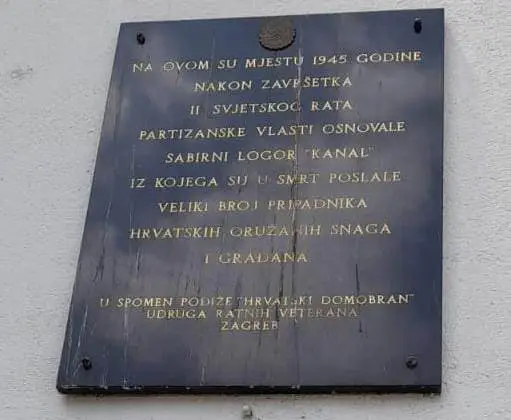 NA OVOM SU MJESTU 1945 GODINE
NAKON ZAVRŠETKA
II SVJETSKOG RATA
PARTIZANSKE VLASTI OSNOVALE
SABIRNI LOGOR "KANAL"
IZ KOJEGA SU U SMRT POSLALE
VELIKI BROJ PRIPADNIKA
HRVATSKIH ORUŽANIH SNAGA
I GRAĐANA
U SPOMEN PODIŽE "HRVATSKI DOMOBRAN"
UDRUGA RATNIH VETERANA
ZAGREB